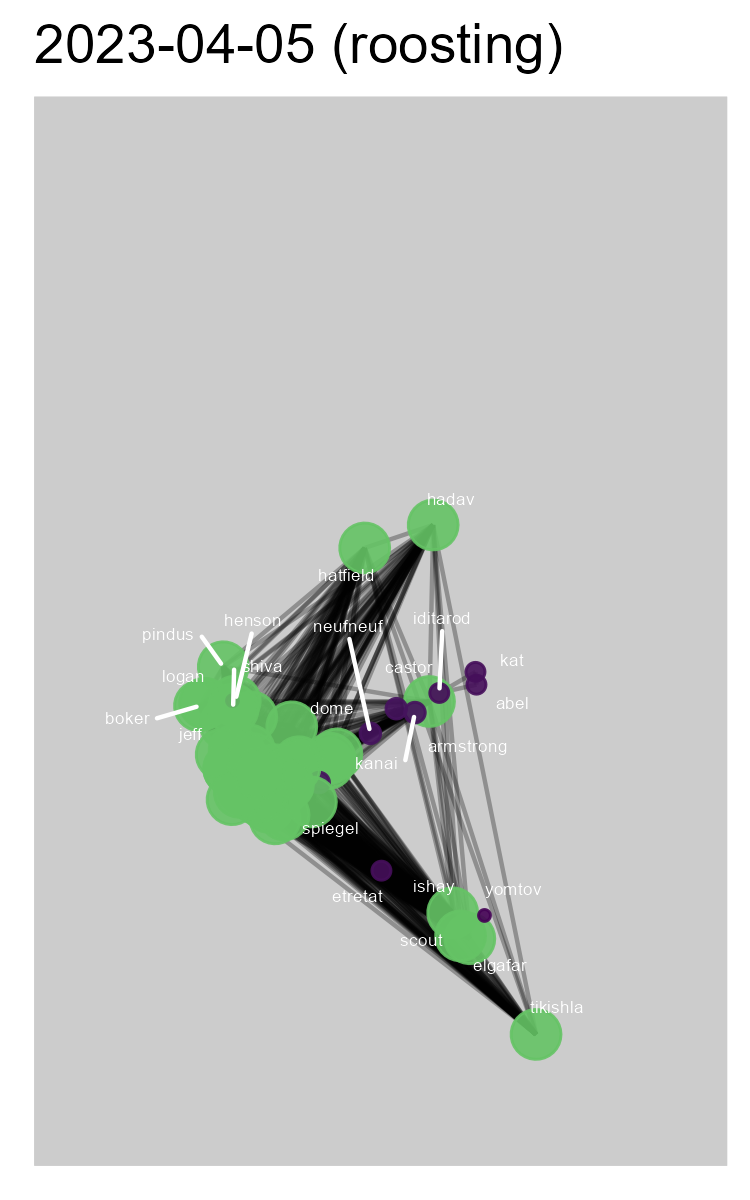 2023-04-05 (roosting)
hadav
hatfield
iditarod
henson
neufneuf
pindus
kat
shiva
castor
logan
abel
dome
boker
jeff
armstrong
kanai
spiegel
ishay
yomtov
etretat
scout
elgafar
tikishla